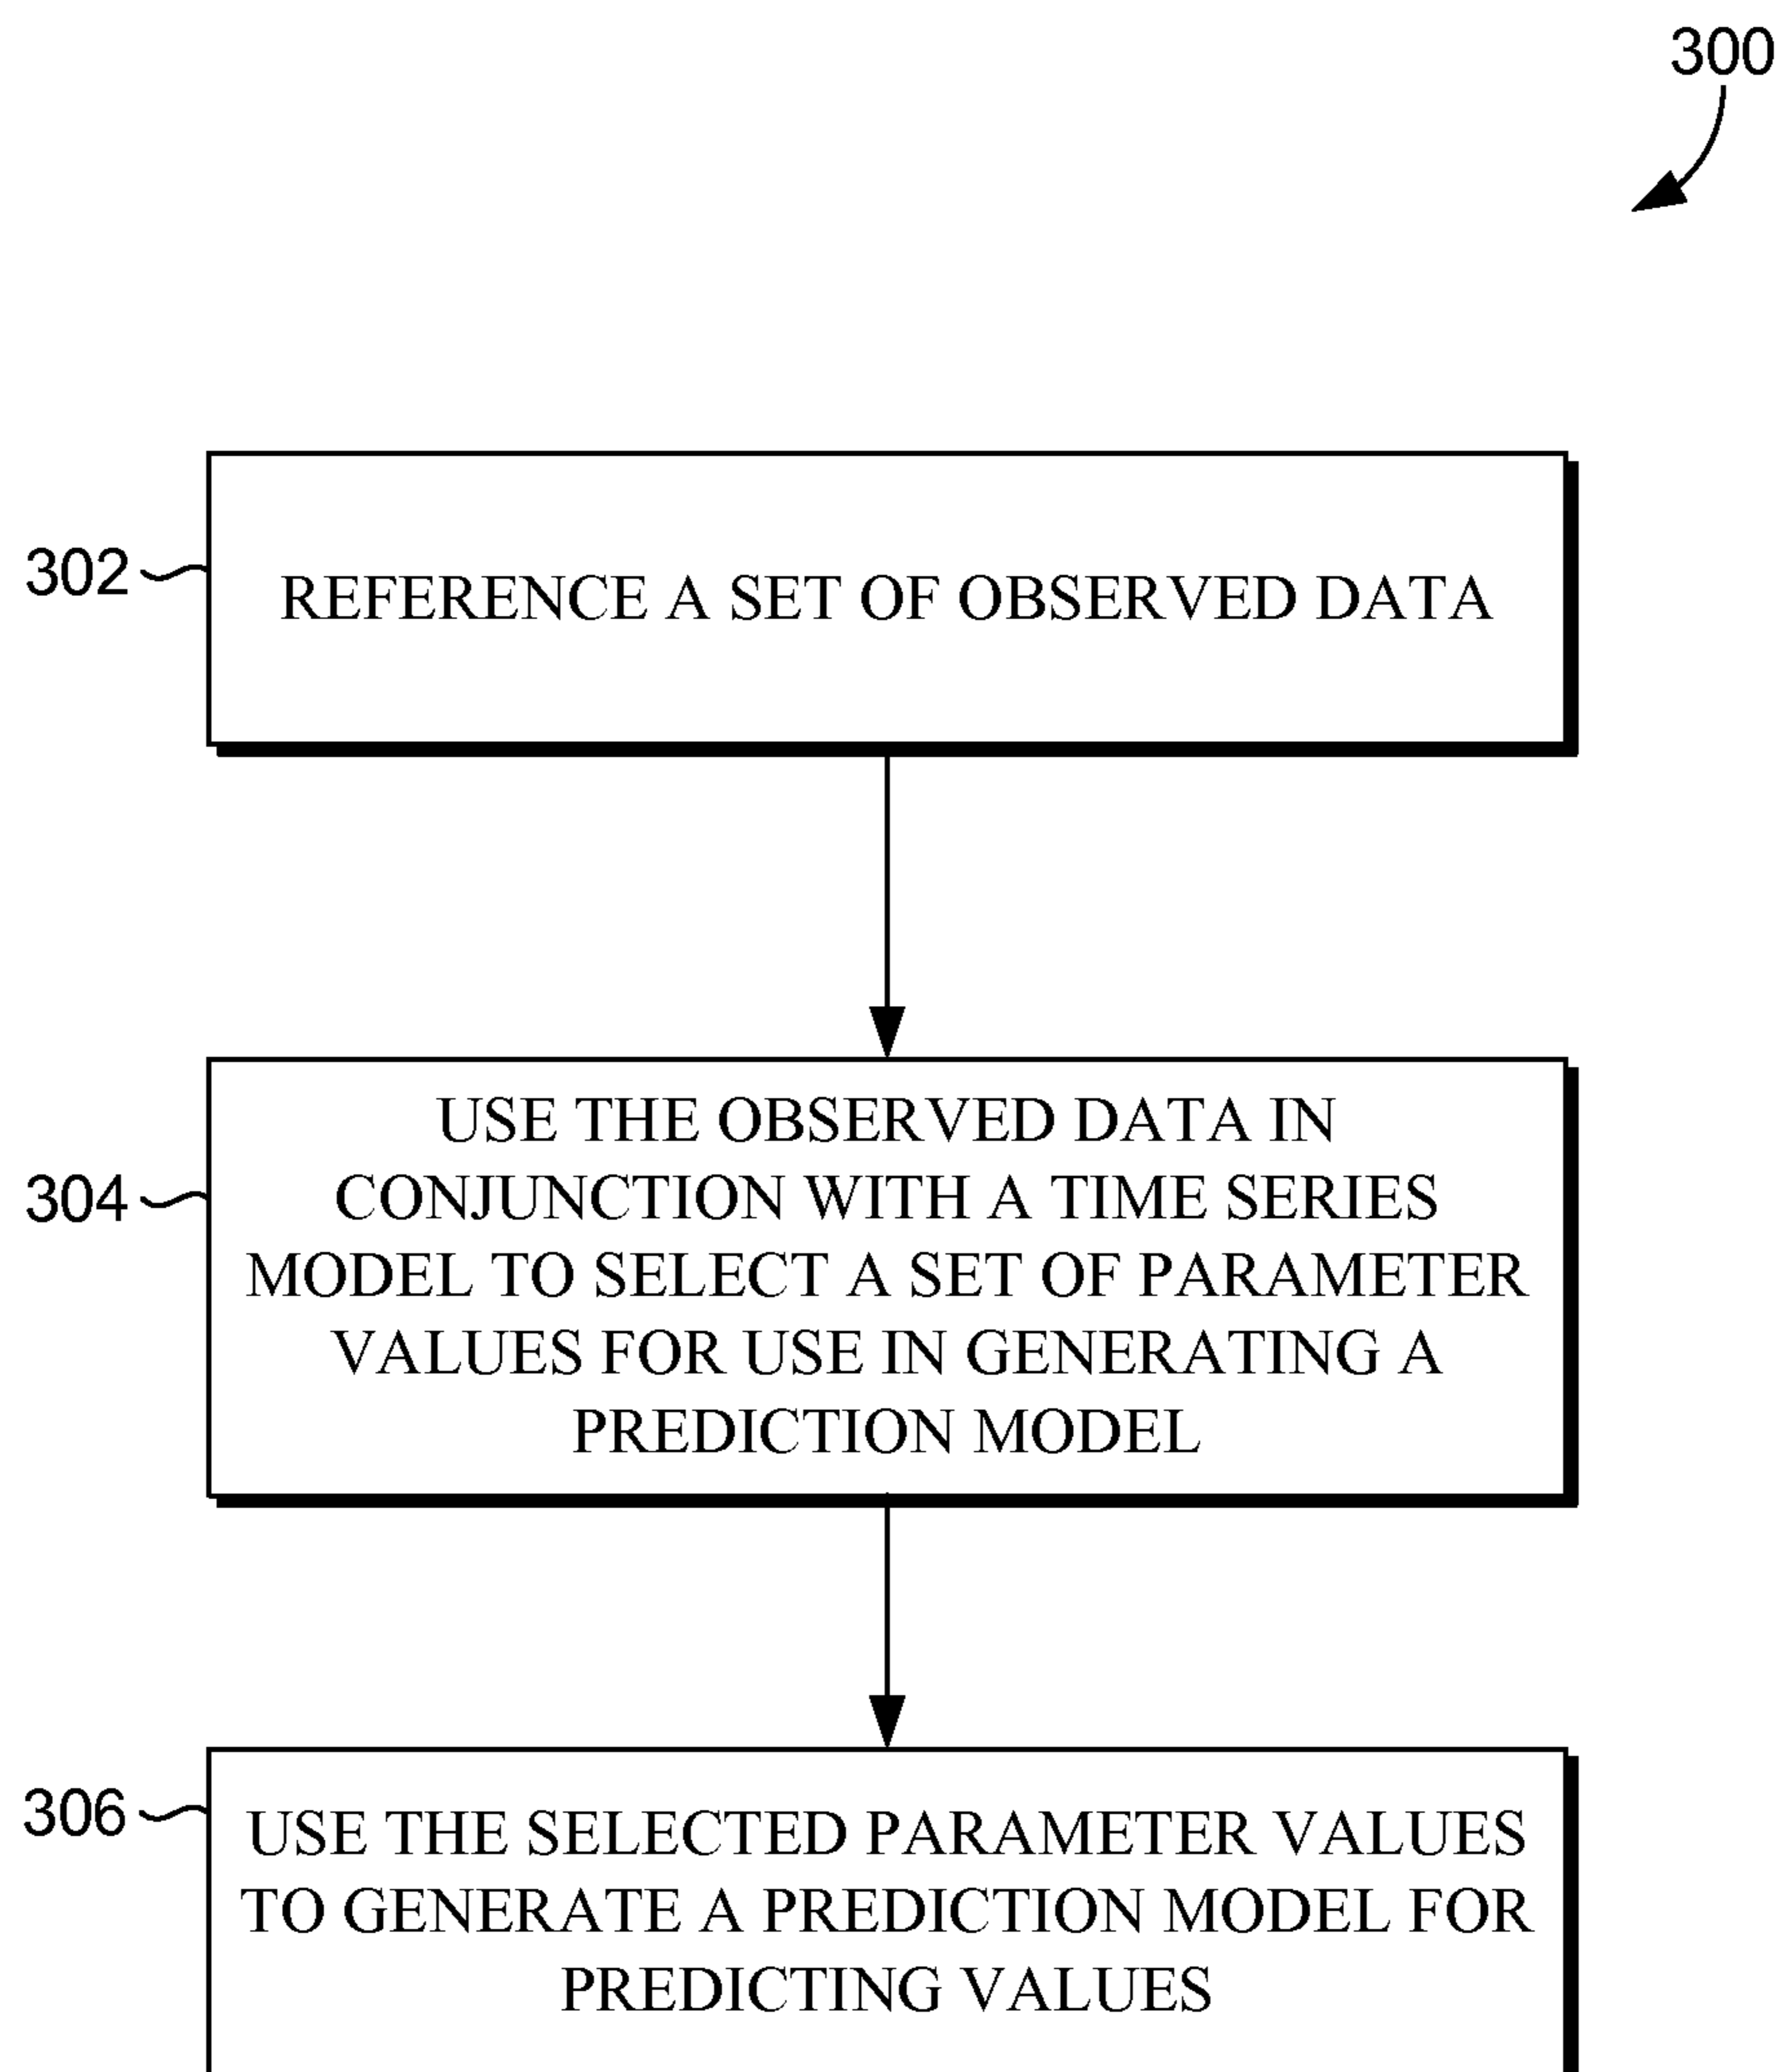 300
302
REFERENCE A SET OF OBSERVED DATA
304
USE THE OBSERVED DATA IN
CONJUNCTION WITH A TIME SERIES
MODEL TO SELECT A SET OF PARAMETER
VALUES FOR USE IN GENERATING A
PREDICTION MODEL
306
USE THE SELECTED PARAMETER VALUES
TO GENERATE A PREDICTION MODEL FOR
PREDICTING VALUES